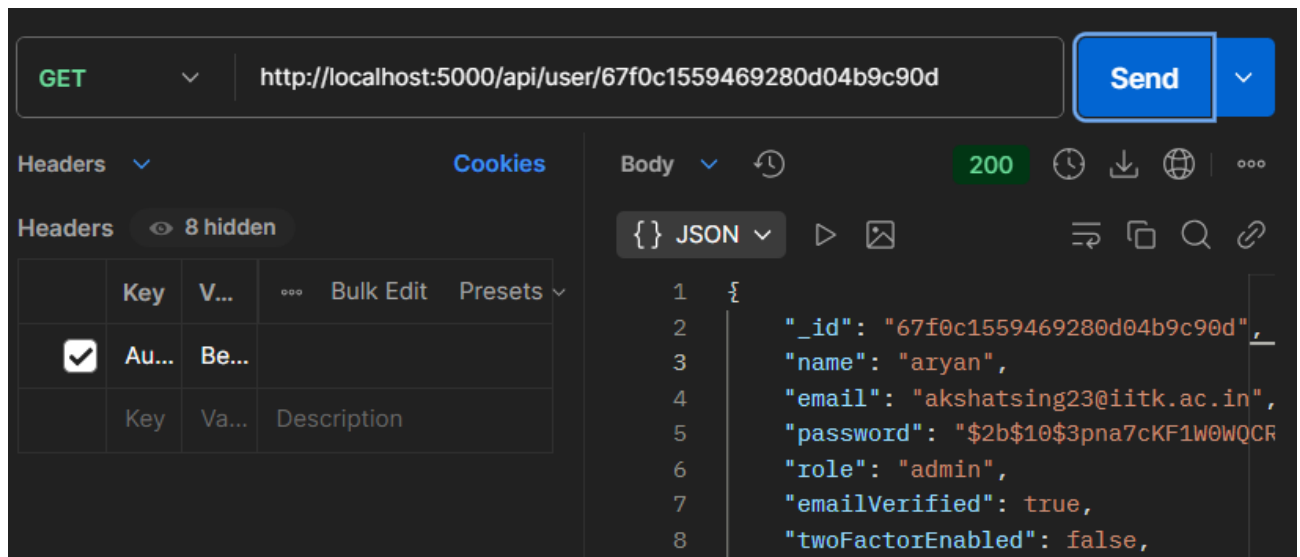 GET http://localhost:5000/api/user/67f0c1559469280d04b9c90d Send
Headers Cookies
Headers 8 hidden
Key V... Bulk Edit Presets
Au... Be...
Key Va... Description
Body 200
{} JSON
1 {
2 "_id": "67f0c1559469280d04b9c90d",
3 "name": "aryan",
4 "email": "akshatsing23@iitk.ac.in",
5 "password": "$2b$10$3pna7cKF1W0WQCR
6 "role": "admin",
7 "emailVerified": true,
8 "twoFactorEnabled": false,